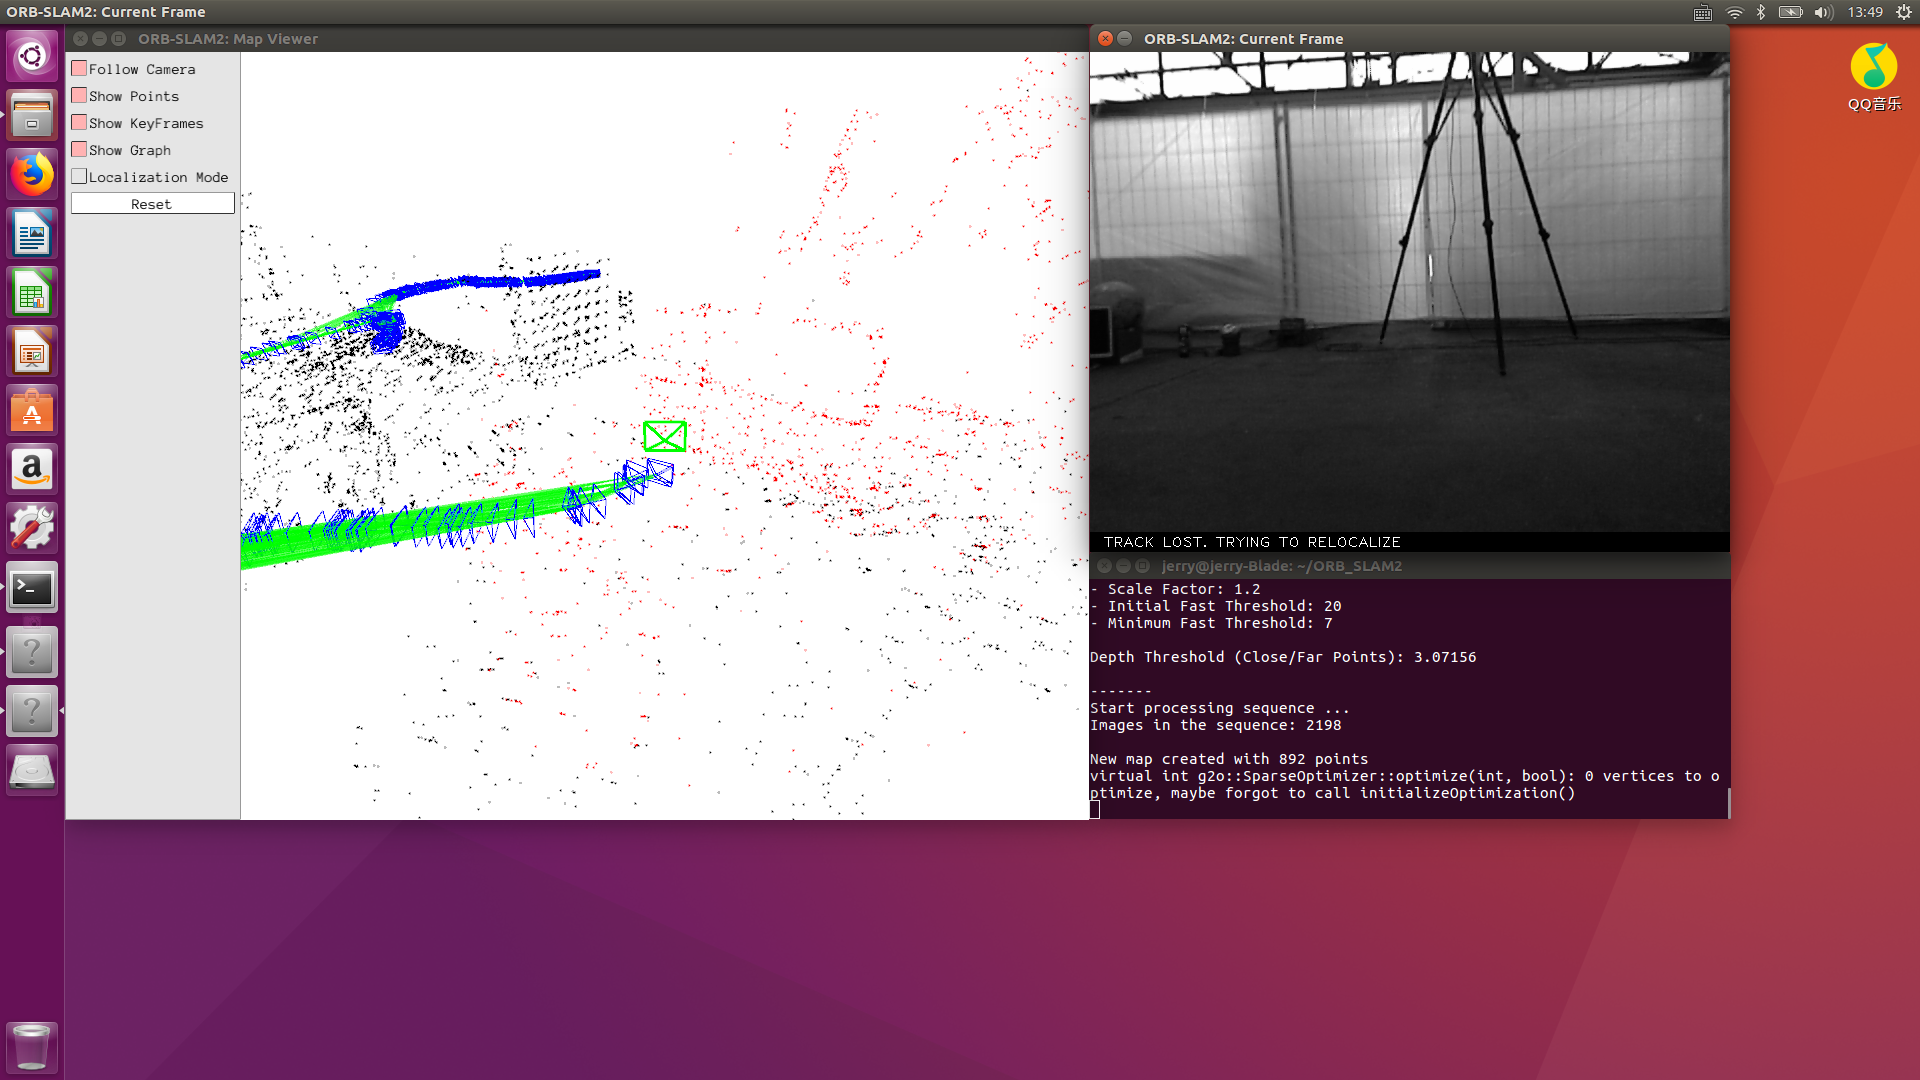 ORB-SLAM2: Current Frame
13:49
ORB-SLAM2: Map Viewer
Follow Camera
Show Points
Show KeyFrames
Show Graph
Localization Mode
Reset
ORB-SLAM2: Current Frame
TRACK LOST. TRYING TO RELOCALIZE
QQ音乐
jerry@jerry-Blade: ~/ORB_SLAM2
- Scale Factor: 1.2
- Initial Fast Threshold: 20
- Minimum Fast Threshold: 7
Depth Threshold (Close/Far Points): 3.07156
-------
Start processing sequence ...
Images in the sequence: 2198
New map created with 892 points
virtual int g2o::SparseOptimizer::optimize(int, bool): 0 vertices to o
ptimize, maybe forgot to call initializeOptimization()